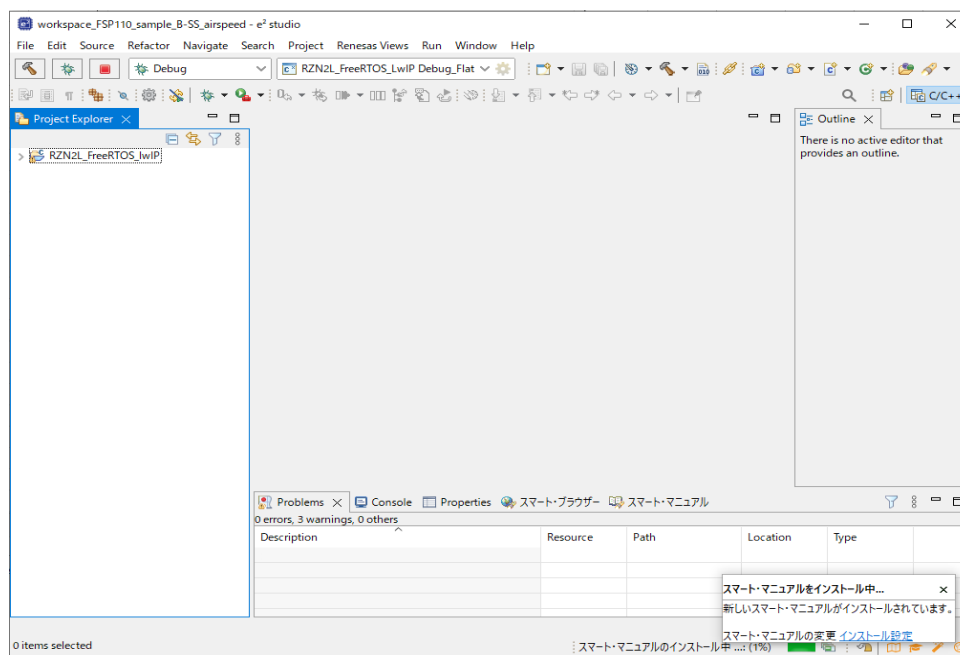 workspace_FSP110_sample_B-SS_airspeed - e² studio
File Edit Source Refactor Navigate Search Project Renesas Views Run Window Help
Debug
RZN2L_FreeRTOS_LwIP Debug_Flat
C/C++
Project Explorer
RZN2L_FreeRTOS_lwIP
Outline
There is no active editor that
provides an outline.
Problems Console Properties スマート・ブラウザー スマート・マニュアル
0 errors, 3 warnings, 0 others
Description Resource Path Location Type
スマート・マニュアルをインストール中...
新しいスマート・マニュアルがインストールされています。
スマート・マニュアルの変更 インストール設定
0 items selected
スマート・マニュアルのインストール中 ...: (1%)